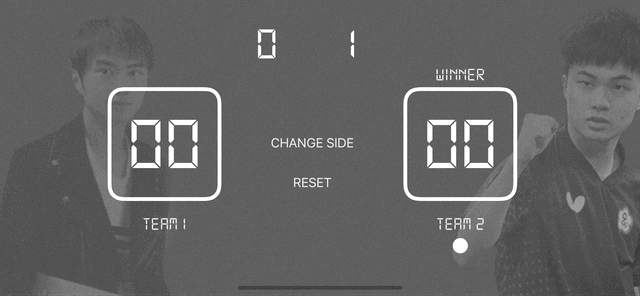 0 1
WINNER
00 00
CHANGE SIDE
RESET
TEAM 1 TEAM 2